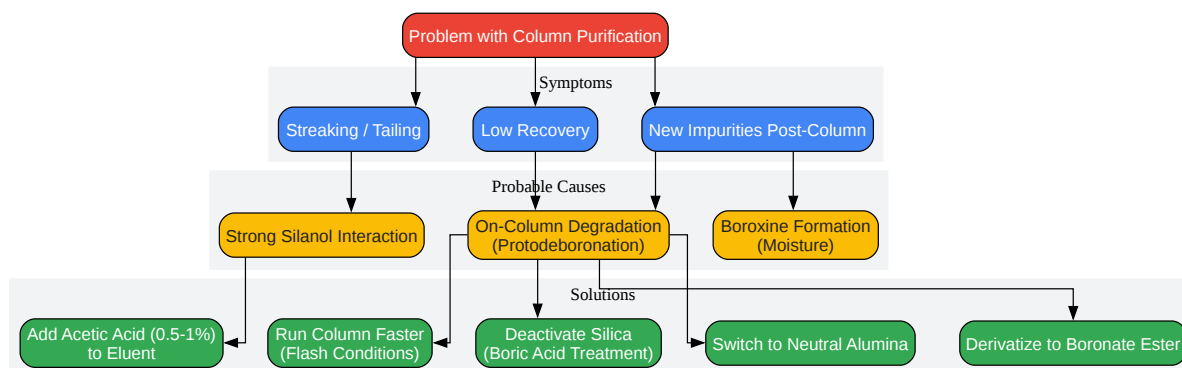 Problem with Column Purification
Symptoms
Streaking / Tailing
Low Recovery
New Impurities Post-Column
Probable Causes
Strong Silanol Interaction
On-Column Degradation
(Protodeboronation)
Boroxine Formation
(Moisture)
Solutions
Add Acetic Acid (0.5-1%)
to Eluent
Run Column Faster
(Flash Conditions)
Deactivate Silica
(Boric Acid Treatment)
Switch to Neutral Alumina
Derivatize to Boronate Ester